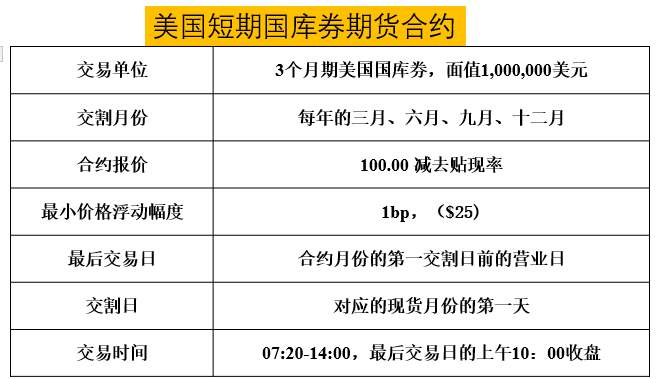 美国短期国库券期货合约
交易单位
3个月期美国国库券，面值1,000,000美元
交割月份
每年的三月、六月、九月、十二月
合约报价
100.00 减去贴现率
最小价格浮动幅度
1bp，（$25)
最后交易日
合约月份的第一交割日前的营业日
交割日
对应的现货月份的第一天
交易时间
07:20-14:00，最后交易日的上午10：00收盘